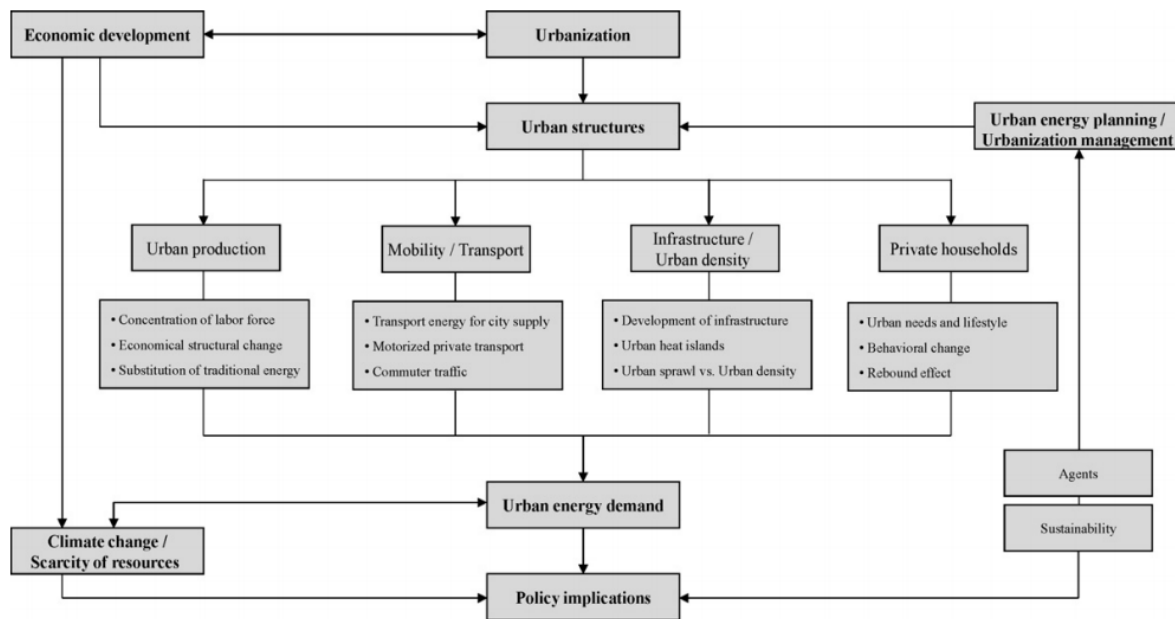 Economic development
Urbanization
Urban structures
Urban energy planning /
Urbanization management
Urban production
Mobility / Transport
Infrastructure /
Urban density
Private households
• Concentration of labor force
• Economical structural change
• Substitution of traditional energy
• Transport energy for city supply
• Motorized private transport
• Commuter traffic
• Development of infrastructure
• Urban heat islands
• Urban sprawl vs. Urban density
• Urban needs and lifestyle
• Behavioral change
• Rebound effect
Agents
Sustainability
Urban energy demand
Climate change /
Scarcity of resources
Policy implications